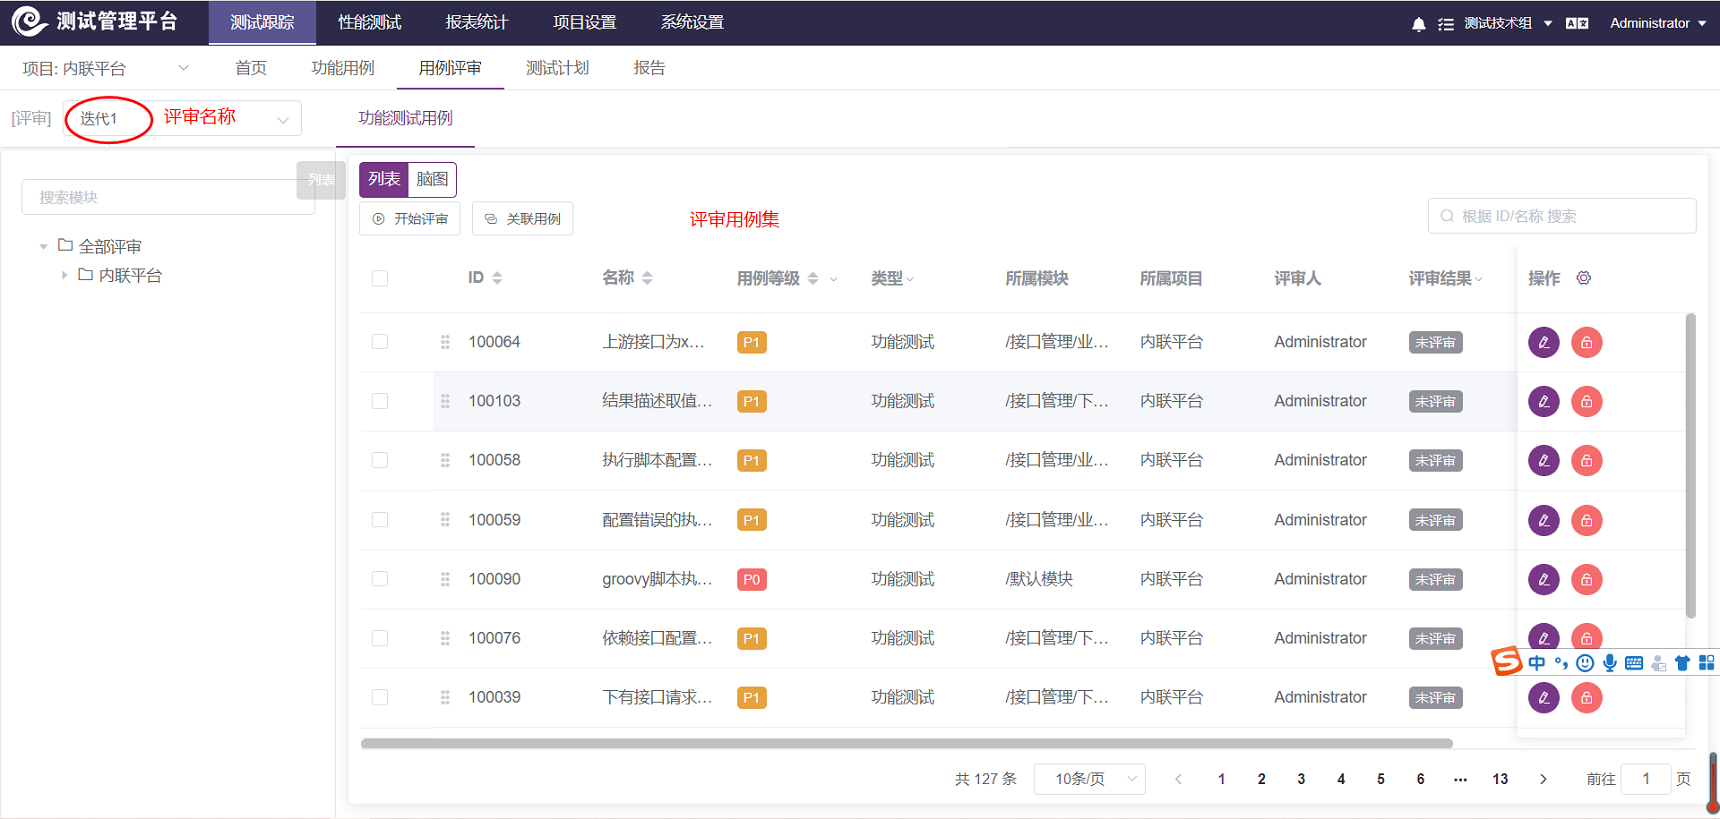 测试管理平台 测试跟踪 性能测试 报表统计 项目设置 系统设置 测试技术组 Administrator
项目: 内联平台 首页 功能用例 用例评审 测试计划 报告
[评审] 迭代1 评审名称 功能测试用例
列表 列表 脑图
搜索模块
开始评审 关联用例 评审用例集 根据 ID/名称 搜索
全部评审
内联平台
ID 名称 用例等级 类型 所属模块 所属项目 评审人 评审结果 操作
100064 上游接口为x... P1 功能测试 /接口管理/业... 内联平台 Administrator 未评审
100103 结果描述取值... P1 功能测试 /接口管理/下... 内联平台 Administrator 未评审
100058 执行脚本配置... P1 功能测试 /接口管理/业... 内联平台 Administrator 未评审
100059 配置错误的执... P1 功能测试 /接口管理/业... 内联平台 Administrator 未评审
100090 groovy脚本执... P0 功能测试 /默认模块 内联平台 Administrator 未评审
100076 依赖接口配置... P1 功能测试 /接口管理/下... 内联平台 Administrator 未评审
中
100039 下有接口请求... P1 功能测试 /接口管理/下... 内联平台 Administrator 未评审
共 127 条 10条/页 1 2 3 4 5 6 ... 13 前往 1 页